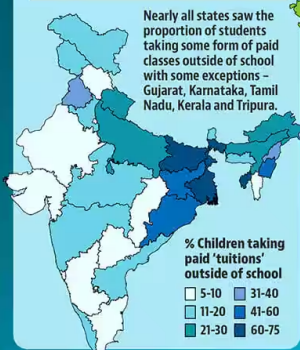 Nearly all states saw the
proportion of students
taking some form of paid
classes outside of school
with some exceptions –
Gujarat, Karnataka, Tamil
Nadu, Kerala and Tripura.
% Children taking
paid ‘tuitions’
outside of school
5-10 31-40
11-20 41-60
21-30 60-75